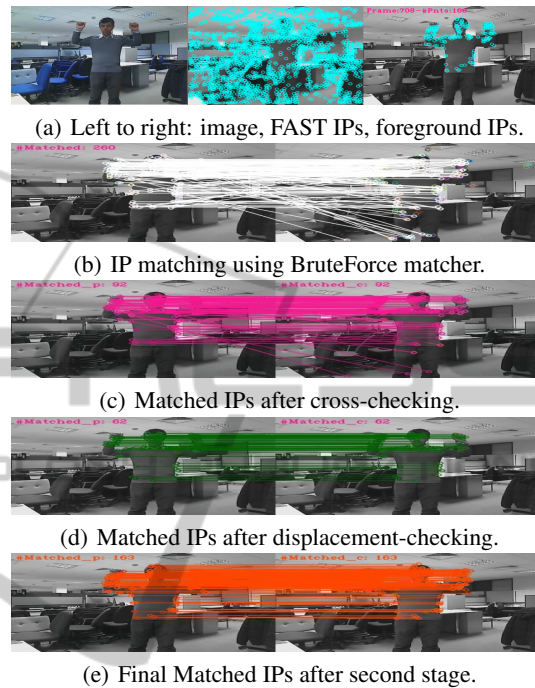 Frame:708-#Pnts:166
(a) Left to right: image, FAST IPs, foreground IPs.
#Matched: 260
(b) IP matching using BruteForce matcher.
#Matched_p: 92 #Matched_c: 92
(c) Matched IPs after cross-checking.
#Matched_p: 62 #Matched_c: 62
(d) Matched IPs after displacement-checking.
#Matched_p: 163 #Matched_c: 163
(e) Final Matched IPs after second stage.